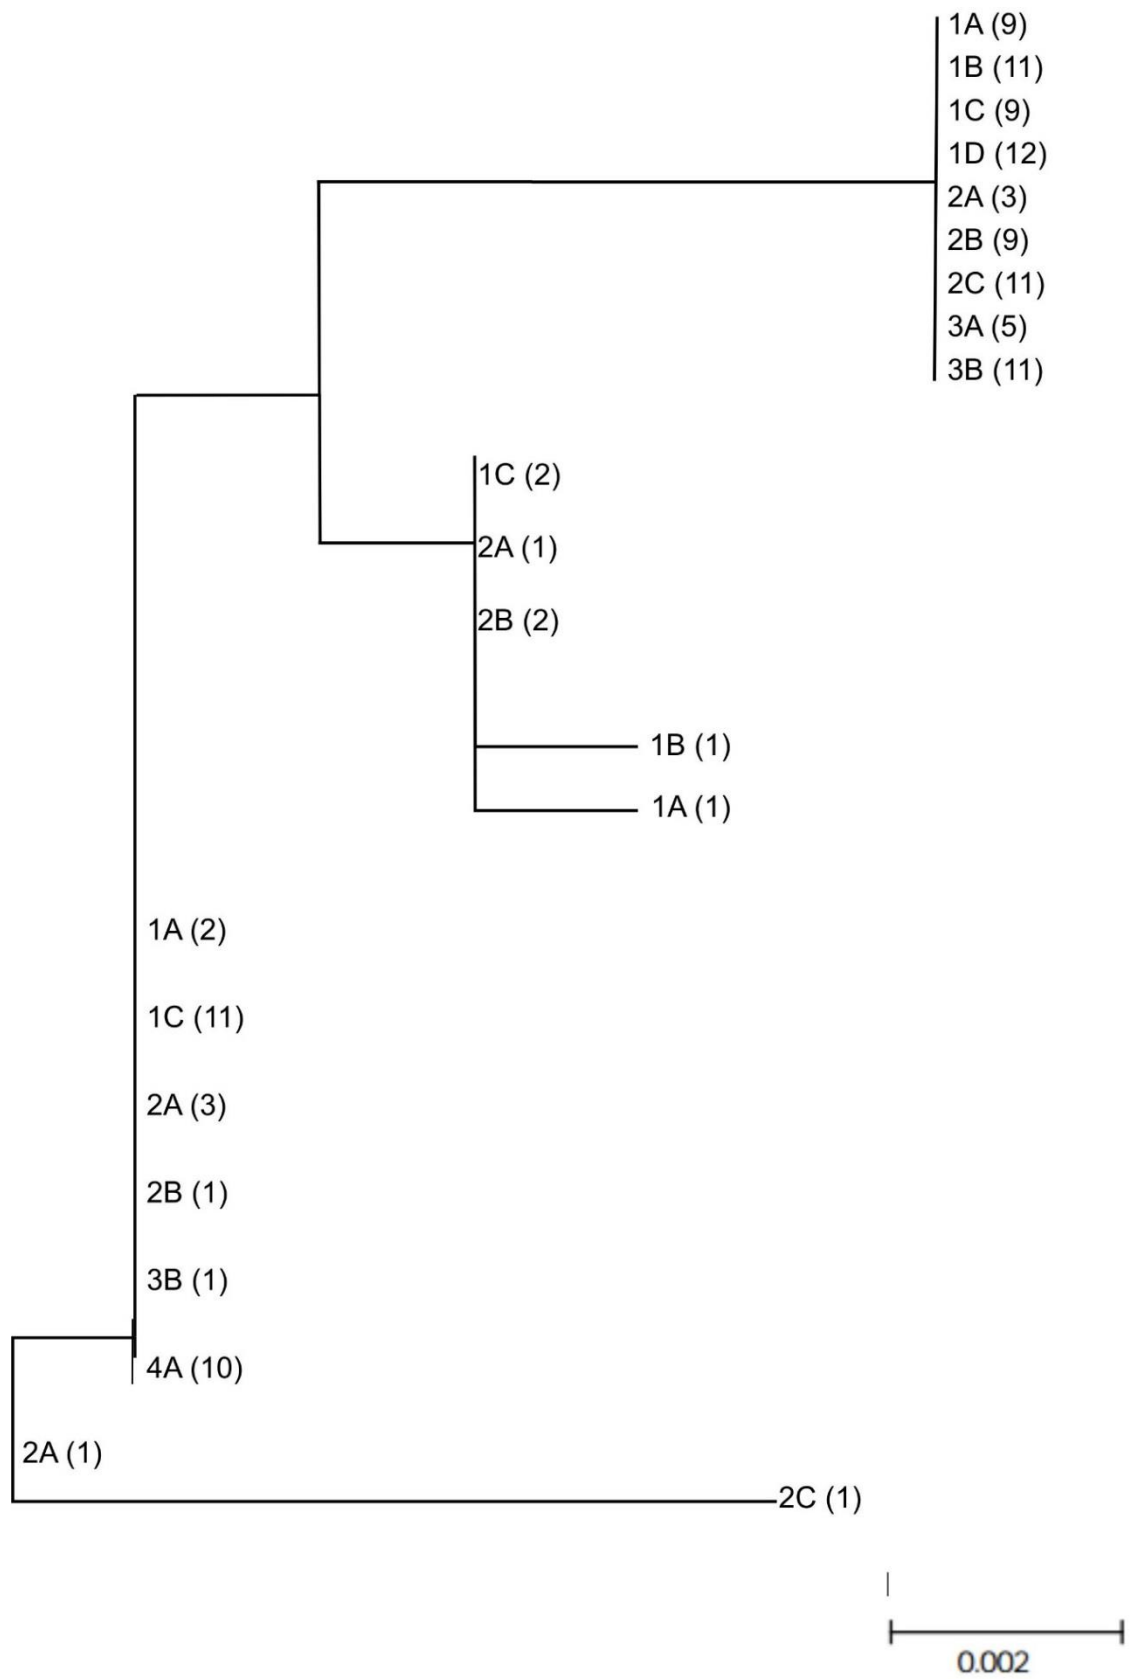 1A (9)
1B (11)
1C (9)
1D (12)
2A (3)
2B (9)
2C (11)
3A (5)
3B (11)
1C (2)
2A (1)
2B (2)
1B (1)
1A (1)
1A (2)
1C (11)
2A (3)
2B (1)
3B (1)
4A (10)
2A (1)
2C (1)
0.002